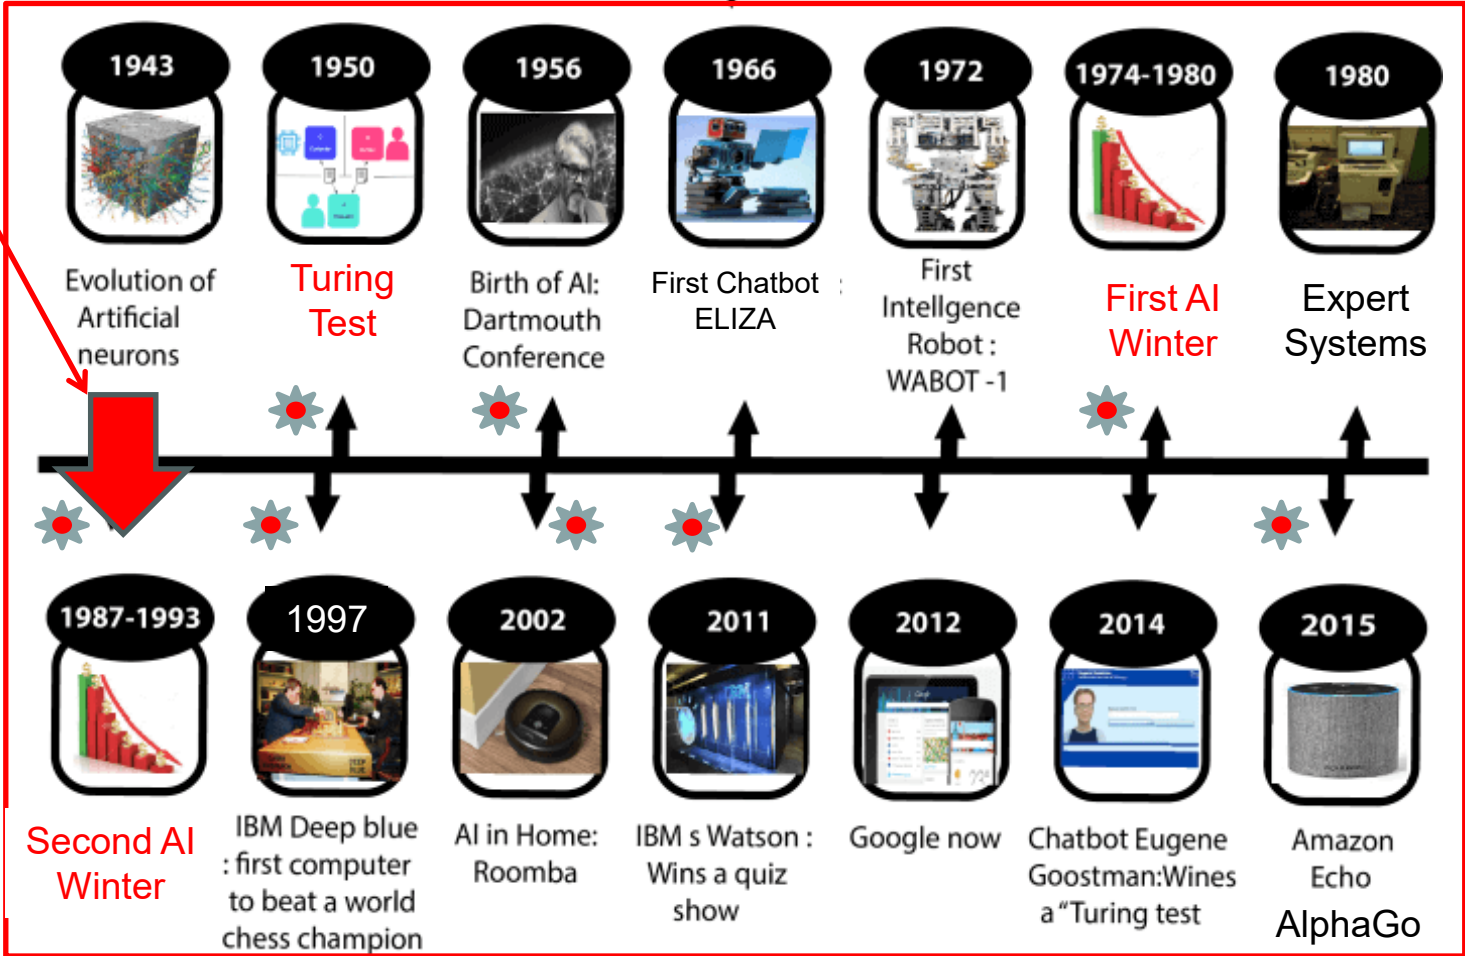 1943
1950
1956
1966
1972
1974-1980
1980
Evolution of
Artificial
neurons
Turing
Test
Birth of AI:
Dartmouth
Conference
First Chatbot :
ELIZA
First
Intellgence
Robot :
WABOT -1
First AI
Winter
Expert
Systems
1987-1993
1997
2002
2011
2012
2014
2015
IBM
Second AI
Winter
IBM Deep blue
: first computer
to beat a world
chess champion
AI in Home:
Roomba
IBM s Watson :
Wins a quiz
show
Google now
Chatbot Eugene
Goostman:Wines
a "Turing test
Amazon
Echo
AlphaGo